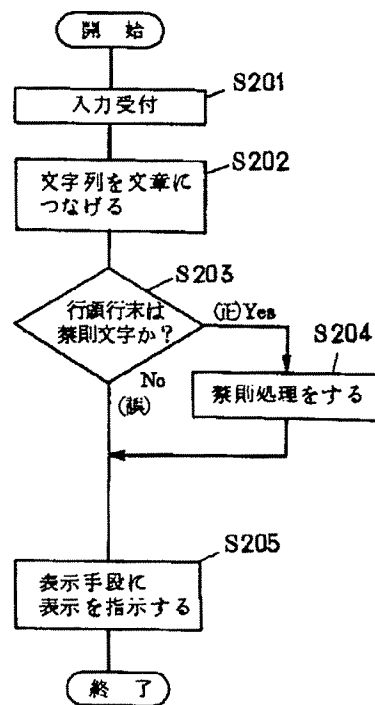 開 始
S201
入力受付
S202
文字列を文章に
つなげる
S203
行頭行末は
禁則文字か?
(正)Yes
S204
禁則処理をする
No
(誤)
S205
表示手段に
表示を指示する
終 了